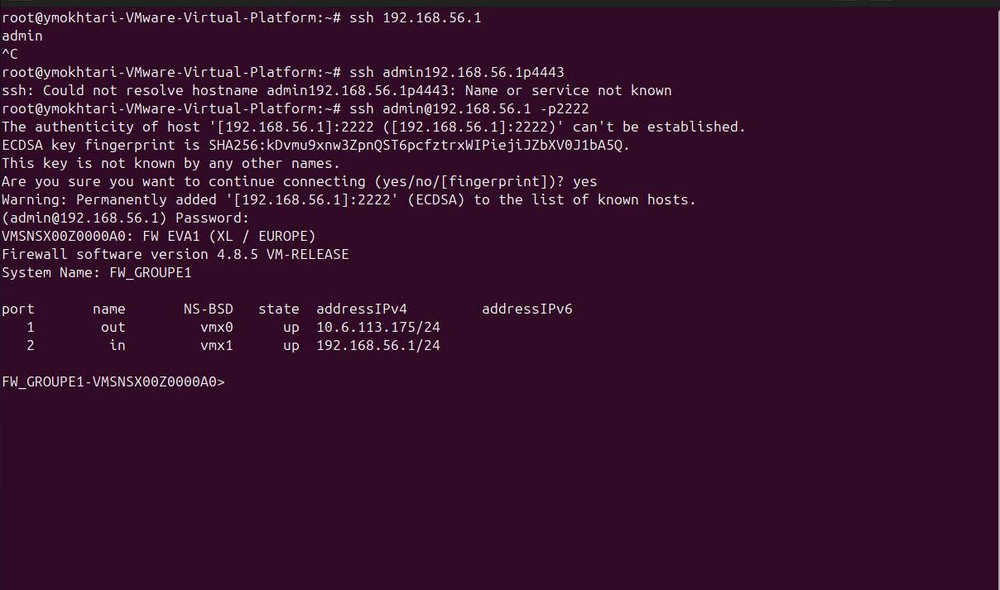 root@ymokhtari-VMware-Virtual-Platform:~# ssh 192.168.56.1
admin
^C
root@ymokhtari-VMware-Virtual-Platform:~# ssh admin192.168.56.1p4443
ssh: Could not resolve hostname admin192.168.56.1p4443: Name or service not known
root@ymokhtari-VMware-Virtual-Platform:~# ssh admin@192.168.56.1 -p2222
The authenticity of host '[192.168.56.1]:2222 ([192.168.56.1]:2222)' can't be established.
ECDSA key fingerprint is SHA256:kDvmu9xnw3ZpnQST6pcfztrxWIPiejiJZbXV0J1bA5Q.
This key is not known by any other names.
Are you sure you want to continue connecting (yes/no/[fingerprint])? yes
Warning: Permanently added '[192.168.56.1]:2222' (ECDSA) to the list of known hosts.
(admin@192.168.56.1) Password:
VMSNSX00Z0000A0: FW EVA1 (XL / EUROPE)
Firewall software version 4.8.5 VM-RELEASE
System Name: FW_GROUPE1
port name NS-BSD state addressIPv4 addressIPv6
1 out vmx0 up 10.6.113.175/24
2 in vmx1 up 192.168.56.1/24
FW_GROUPE1-VMSNSX00Z0000A0>